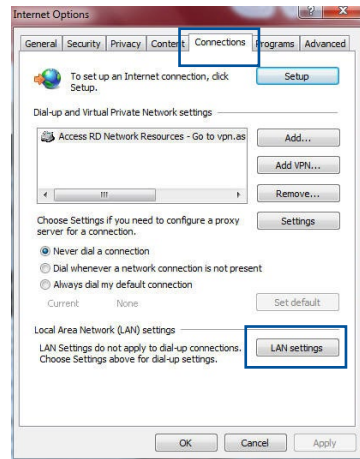 Internet Options
General Security Privacy Content Connections Programs Advanced
To set up an Internet connection, click
Setup.
Setup
Dial-up and Virtual Private Network settings
Access RD Network Resources - Go to vpn.as
Add...
Add VPN...
Remove...
Choose Settings if you need to configure a proxy
server for a connection.
Settings
Never dial a connection
Dial whenever a network connection is not present
Always dial my default connection
Current None
Set default
Local Area Network (LAN) settings
LAN Settings do not apply to dial-up connections.
Choose Settings above for dial-up settings.
LAN settings
OK Cancel Apply